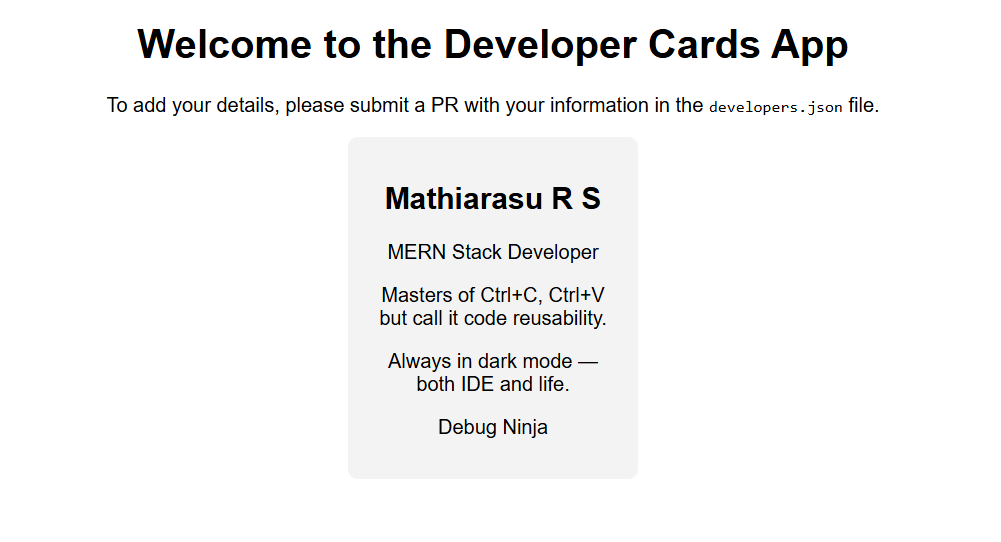 Welcome to the Developer Cards App
To add your details, please submit a PR with your information in the developers.json file.
Mathiarasu R S
MERN Stack Developer
Masters of Ctrl+C, Ctrl+V
but call it code reusability.
Always in dark mode —
both IDE and life.
Debug Ninja